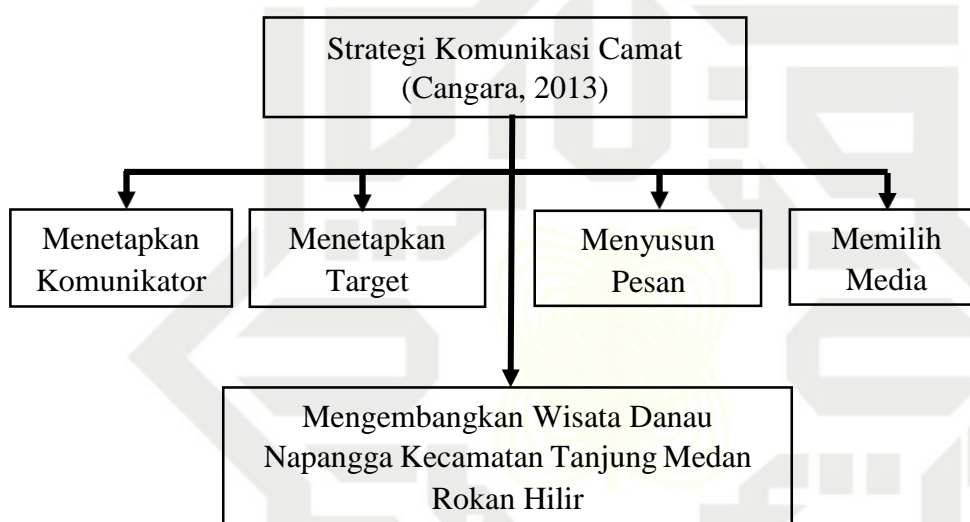 Strategi Komunikasi Camat
(Cangara, 2013)
Menetapkan
Komunikator
Menetapkan
Target
Menyusun
Pesan
Memilih
Media
Mengembangkan Wisata Danau
Napangga Kecamatan Tanjung Medan
Rokan Hilir